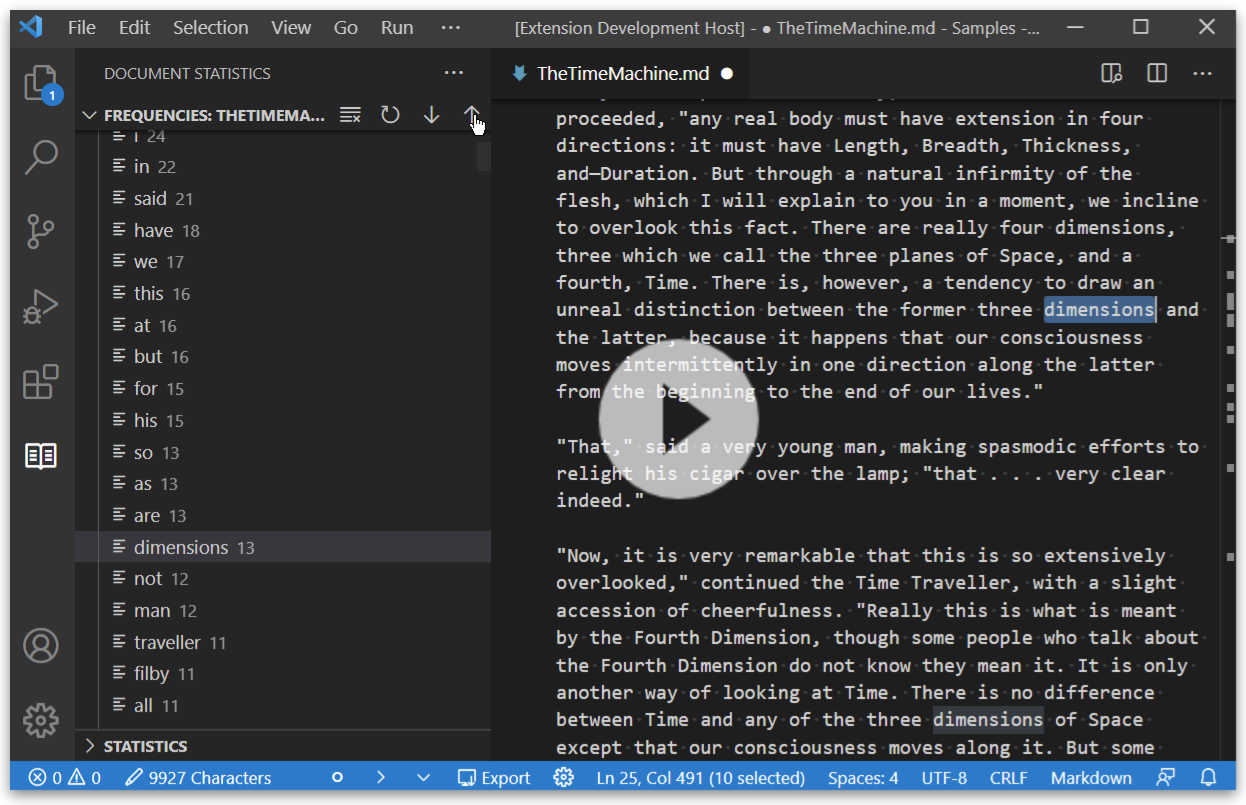 File Edit Selection View Go Run ··· [Extension Development Host] - ● TheTimeMachine.md - Samples -...
DOCUMENT STATISTICS ···
TheTimeMachine.md ● ···
1
FREQUENCIES: THETIMEMA...
i 24
in 22
said 21
have 18
we 17
this 16
at 16
but 16
for 15
his 15
so 13
as 13
are 13
dimensions 13
not 12
man 12
traveller 11
filby 11
all 11
STATISTICS
proceeded, "any real body must have extension in four
directions: it must have Length, Breadth, Thickness,
and—Duration. But through a natural infirmity of the
flesh, which I will explain to you in a moment, we incline
to overlook this fact. There are really four dimensions,
three which we call the three planes of Space, and a
fourth, Time. There is, however, a tendency to draw an
unreal distinction between the former three dimensions and
the latter, because it happens that our consciousness
moves intermittently in one direction along the latter
from the beginning to the end of our lives."
"That," said a very young man, making spasmodic efforts to
relight his cigar over the lamp; "that . . . very clear
indeed."
"Now, it is very remarkable that this is so extensively
overlooked," continued the Time Traveller, with a slight
accession of cheerfulness. "Really this is what is meant
by the Fourth Dimension, though some people who talk about
the Fourth Dimension do not know they mean it. It is only
another way of looking at Time. There is no difference
between Time and any of the three dimensions of Space
except that our consciousness moves along it. But some
0 0 9927 Characters Export Ln 25, Col 491 (10 selected) Spaces: 4 UTF-8 CRLF Markdown